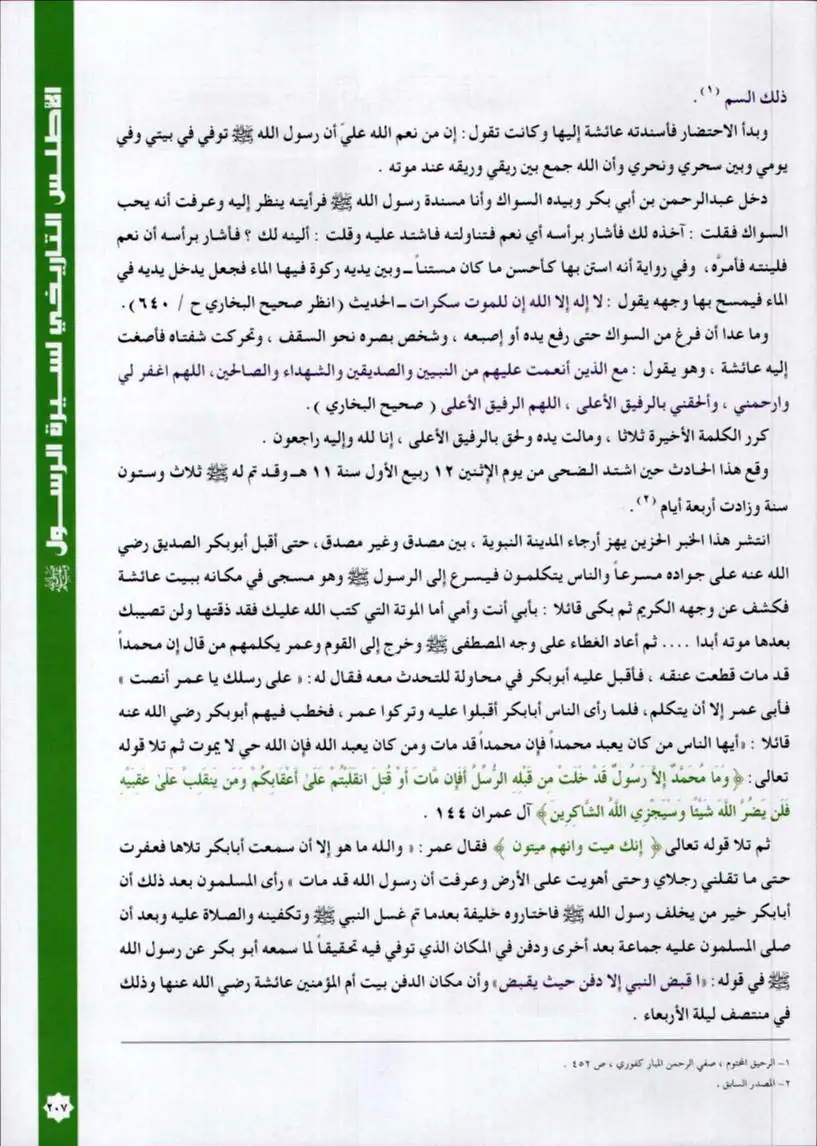 ذلك السم (١) .
وبدأ الاحتضار فأسندته عائشة إليها وكانت تقول : إن من نعم الله عليّ أن رسول الله ﷺ توفي في بيتي وفي
يومي وبين سحري ونحري وأن الله جمع بين ريقي وريقه عند موته .
دخل عبدالرحمن بن أبي بكر وبيده السواك وأنا مسندة رسول الله ﷺ فرأيته ينظر إليه وعرفت أنه يحب
السواك فقلت : آخذه لك فأشار برأسه أي نعم فتناولته فاشتد عليه وقلت : ألينه لك ؟ فأشار برأسه أن نعم
فلينته فأمرَّه، وفي رواية أنه استن بها كأحسن ما كان مستناً ـ وبين يديه ركوة فيها الماء فجعل يدخل يديه في
الماء فيمسح بها وجهه يقول : لا إله إلا الله إن للموت سكرات ـ الحديث (انظر صحيح البخاري ح / ٦٤٠).
وما عدا أن فرغ من السواك حتى رفع يده أو إصبعه ، وشخص بصره نحو السقف ، وتحركت شفتاه فأصغت
إليه عائشة ، وهو يقول : مع الذين أنعمت عليهم من النبيين والصديقين والشهداء والصالحين، اللهم اغفر لي
وارحمني ، وألحقني بالرفيق الأعلى ، اللهم الرفيق الأعلى ( صحيح البخاري ) .
كرر الكلمة الأخيرة ثلاثا ، ومالت يده ولحق بالرفيق الأعلى ، إنا لله وإليه راجعون .
وقع هذا الحادث حين اشتد الضحى من يوم الإثنين ١٢ ربيع الأول سنة ١١ هـ وقد تم له ﷺ ثلاث وستون
سنة وزادت أربعة أيام (٢) .
انتشر هذا الخبر الحزين يهز أرجاء المدينة النبوية ، بين مصدق وغير مصدق، حتى أقبل أبوبكر الصديق رضي
الله عنه على جواده مسرعاً والناس يتكلمون فيسرع إلى الرسول ﷺ وهو مسجى في مكانه ببيت عائشة
فكشف عن وجهه الكريم ثم بكى قائلا : بأبي أنت وأمي أما الموتة التي كتب الله عليك فقد ذقتها ولن تصيبك
بعدها موته أبدا .... ثم أعاد الغطاء على وجه المصطفى ﷺ وخرج إلى القوم وعمر يكلمهم من قال إن محمداً
قد مات قطعت عنقه ، فأقبل عليه أبوبكر في محاولة للتحدث معه فقال له: « على رسلك يا عمر أنصت »
فأبى عمر إلا أن يتكلم، فلما رأى الناس أبابكر أقبلوا عليه وتركوا عمر، فخطب فيهم أبوبكر رضي الله عنه
قائلا : «أيها الناس من كان يعبد محمداً فإن محمداً قد مات ومن كان يعبد الله فإن الله حي لا يموت ثم تلا قوله
تعالى: ﴿ وَمَا مُحَمَّدٌ إِلاَّ رَسُولٌ قَدْ خَلَتْ مِن قَبْلِهِ الرُّسُلُ أَفَإِن مَّاتَ أَوْ قُتِلَ انقَلَبْتُمْ عَلَىٰ أَعْقَابِكُمْ وَمَن يَنقَلِبْ عَلَىٰ عَقِبَيْهِ
فَلَن يَضُرَّ اللَّهَ شَيْئًا وَسَيَجْزِي اللَّهُ الشَّاكِرِينَ﴾ آل عمران ١٤٤ .
ثم تلا قوله تعالى ﴿ إنك ميت وانهم ميتون ﴾ فقال عمر: « والله ما هو إلا أن سمعت أبابكر تلاها فعفرت
حتى ما تقلني رجلاي وحتى أهويت على الأرض وعرفت أن رسول الله قد مات » رأى المسلمون بعد ذلك أن
أبابكر خير من يخلف رسول الله ﷺ فاختاروه خليفة بعدما تم غسل النبي ﷺ وتكفينه والصلاة عليه وبعد أن
صلى المسلمون عليه جماعة بعد أخرى ودفن في المكان الذي توفي فيه تحقيقاً لما سمعه أبو بكر عن رسول الله
ﷺ في قوله: «ا قبض النبي إلا دفن حيث يقبض» وأن مكان الدفن بيت أم المؤمنين عائشة رضي الله عنها وذلك
في منتصف ليلة الأربعاء .
١- الرحيق المختوم ، صفي الرحمن المباركفوري ، ص ٤٥٢ .
٢- المصدر السابق .
الأطلس التاريخي لسيرة الرسول ﷺ
٢٠٧